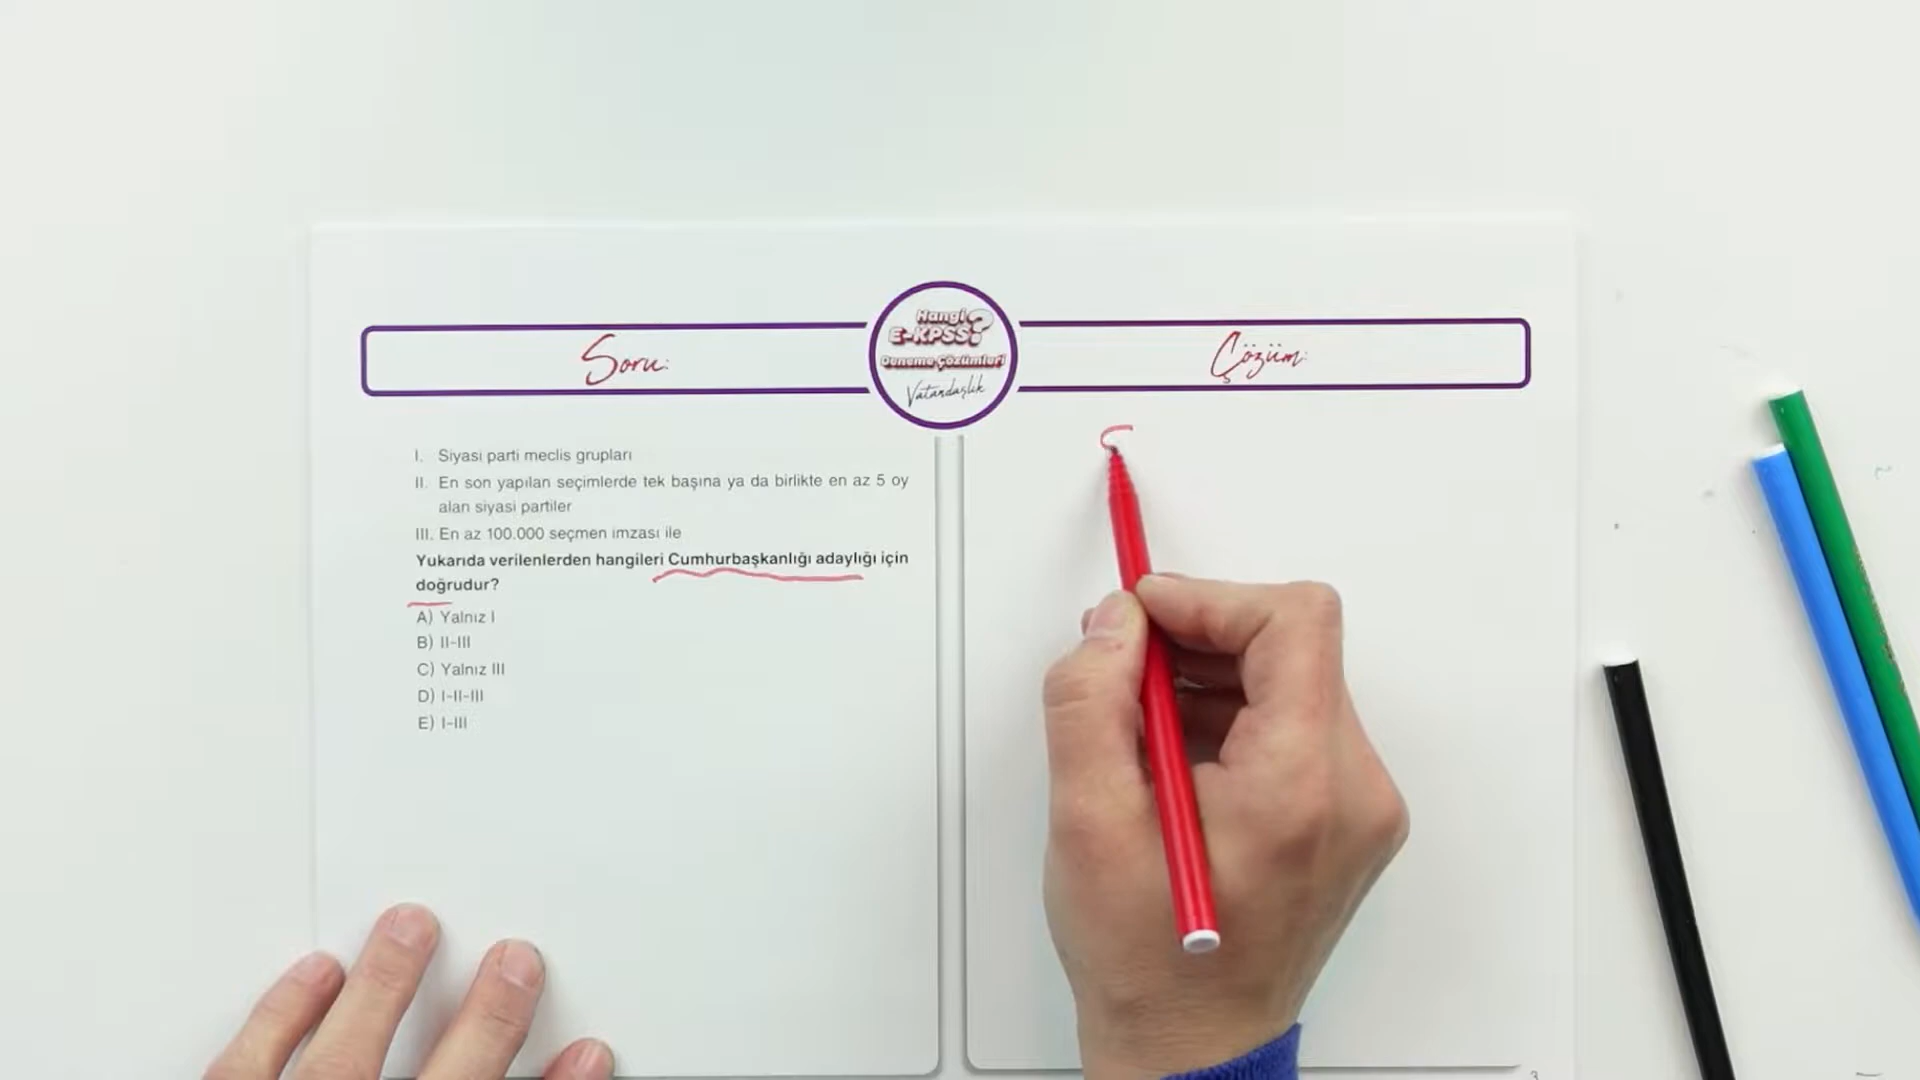 Soru:
Hangi
E-KPSS?
Deneme Çözümleri
Vatandaşlık
Çözüm:
I. Siyasi parti meclis grupları
II. En son yapılan seçimlerde tek başına ya da birlikte en az 5 oy
alan siyasi partiler
III. En az 100.000 seçmen imzası ile
Yukarıda verilenlerden hangileri Cumhurbaşkanlığı adaylığı için
doğrudur?
A) Yalnız I
B) II-III
C) Yalnız III
D) I-II-III
E) I-III